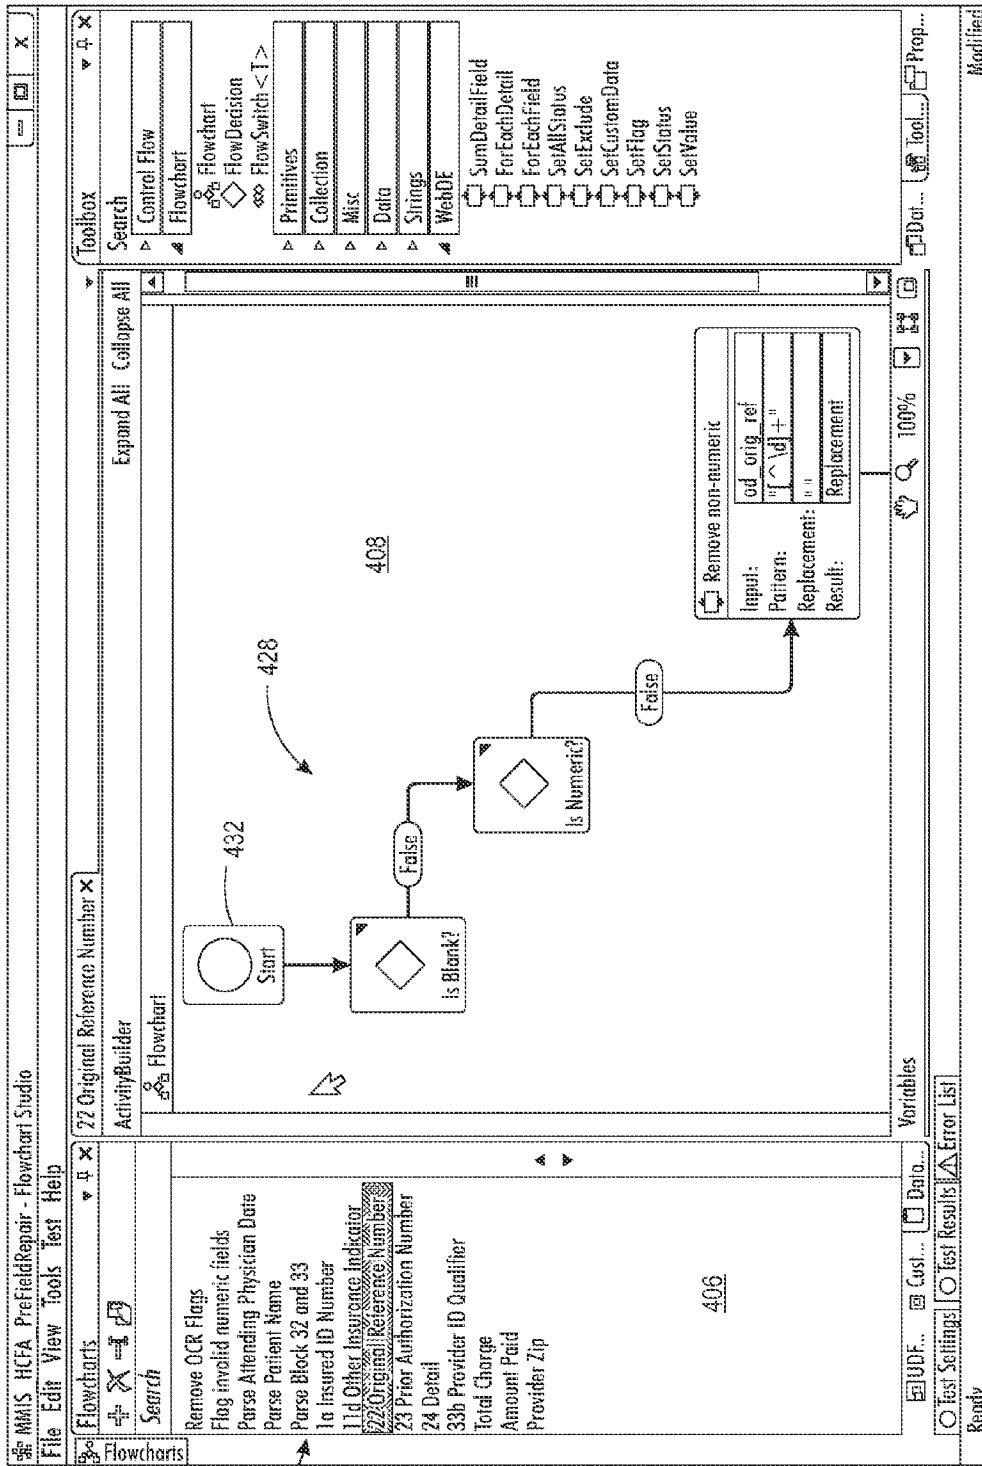 MMIS HCFA PreFieldRepair - Flowchart Studio
File Edit View Tools Test Help
Flowcharts
Flowcharts
Search
Remove OCR Flags
Flag invalid numeric fields
Parse Attending Physician Date
Parse Patient Name
Parse Block 32 and 33
1a Insured ID Number
11d Other Insurance Indicator
22 Original Reference Number
23 Prior Authorization Number
24 Detail
33b Provider ID Qualifier
Total Charge
Amount Paid
Provider Zip
406
UDF... Cust... Data...
22 Original Reference Number X
ActivityBuilder
Expand All Collapse All
Flowchart
Start
432
428
408
Is Blank?
False
Is Numeric?
False
Remove non-numeric
Input: od_orig_ref
Pattern: "[^\d]+"
Replacement: ""
Result: Replacement
Variables
100%
Toolbox
Search
Control Flow
Flowchart
Flowchart
FlowDecision
FlowSwitch <T>
Primitives
Collection
Misc
Data
Strings
WebDE
SumDetailField
ForEachDetail
ForEachField
SetAllStatus
SetExclude
SetCustomData
SetFlag
SetStatus
SetValue
Dat... Tool... Prop...
Test Settings Test Results Error List
Ready
Modified